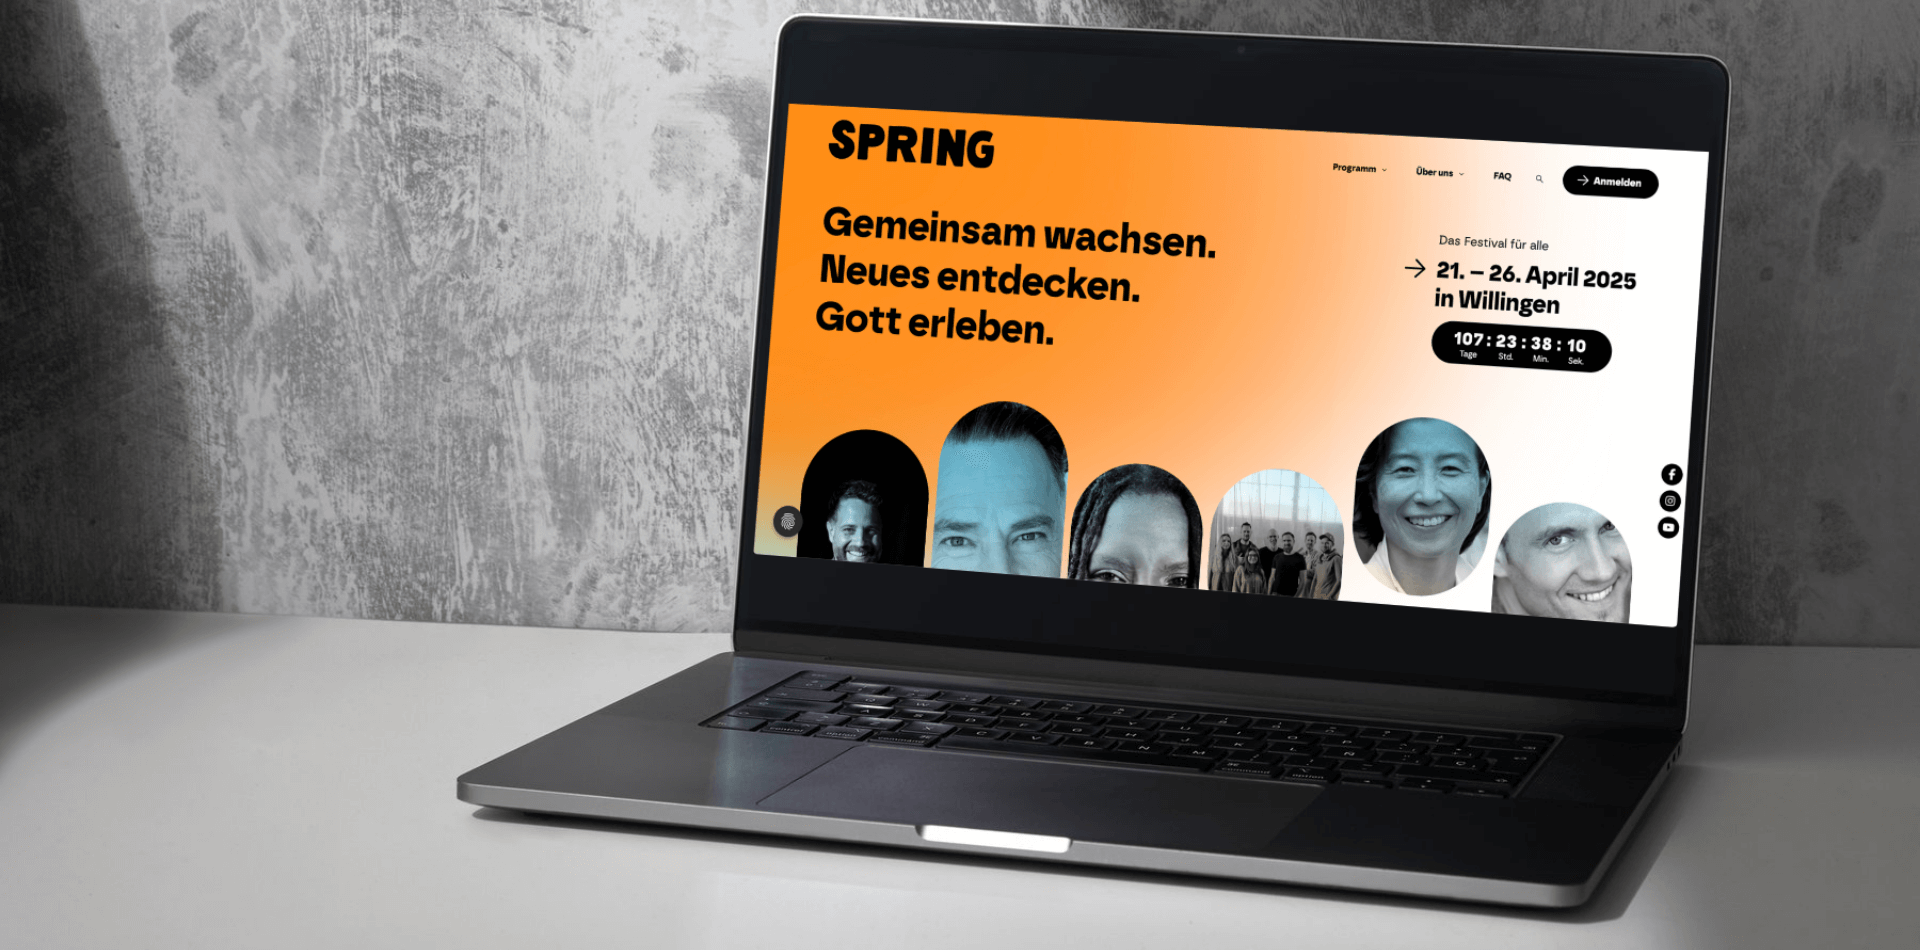 SPRING
Programm
Über uns
FAQ
Anmelden
Gemeinsam wachsen.
Neues entdecken.
Gott erleben.
Das Festival für alle
21. – 26. April 2025
in Willingen
107 : 23 : 38 : 10
Tage Std. Min. Sek.